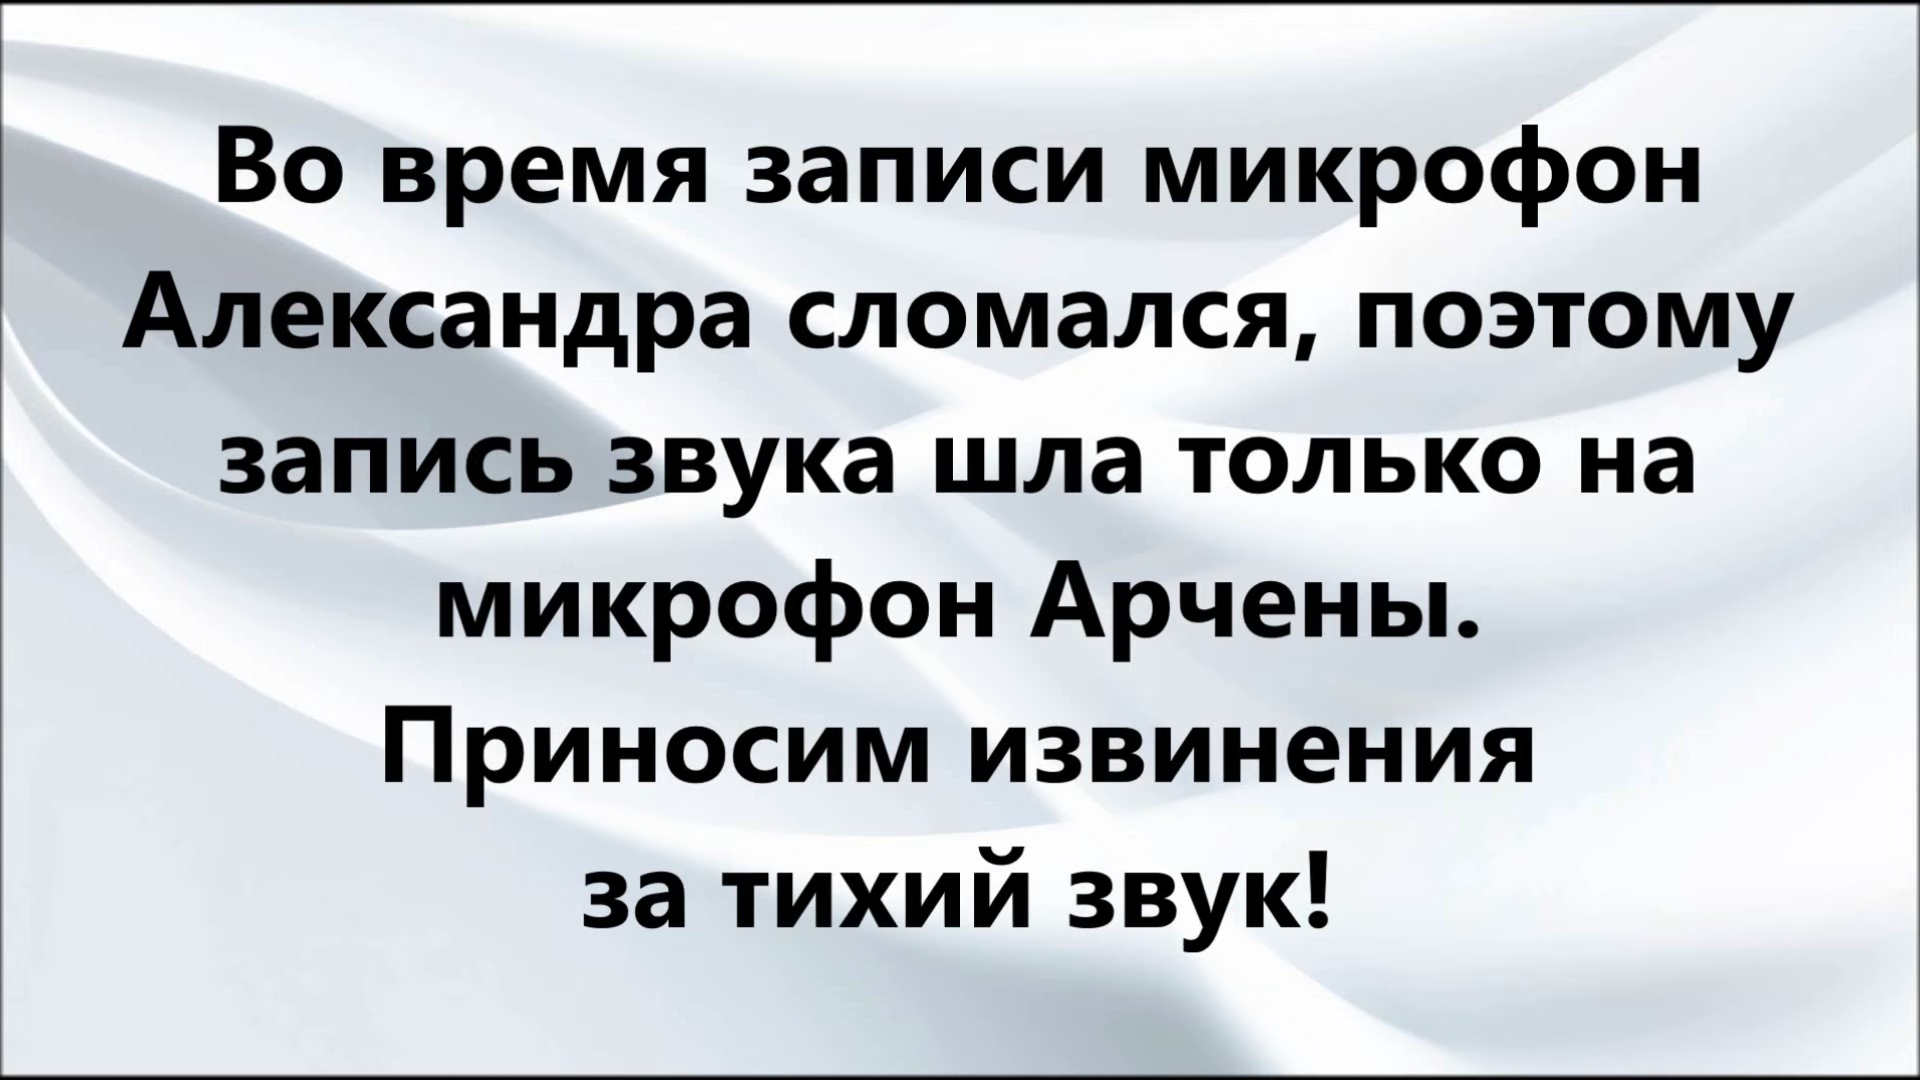 Во время записи микрофон
Александра сломался, поэтому
запись звука шла только на
микрофон Арчены.
Приносим извинения
за тихий звук!